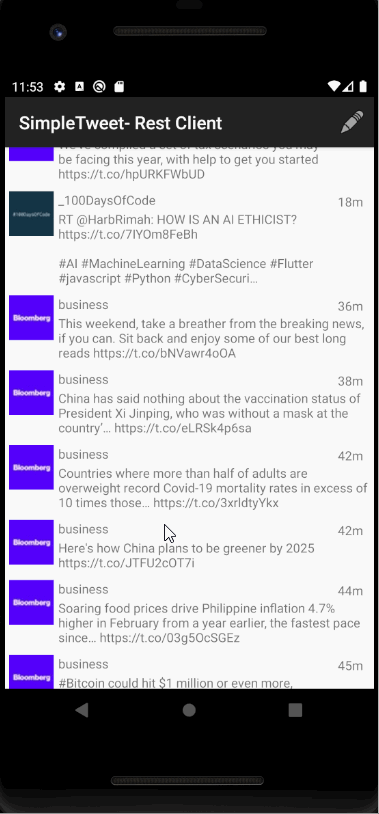 11:53
SimpleTweet- Rest Client
be facing this year, with help to get you started
https://t.co/hpURKFWbUD
#100DaysOfCode
_100DaysOfCode
18m
RT @HarbRimah: HOW IS AN AI ETHICIST?
https://t.co/7IYOm8FeBh
#AI #MachineLearning #DataScience #Flutter
#javascript #Python #CyberSecuri…
Bloomberg
business
36m
This weekend, take a breather from the breaking news,
if you can. Sit back and enjoy some of our best long
reads https://t.co/bNVawr4oOA
Bloomberg
business
38m
China has said nothing about the vaccination status of
President Xi Jinping, who was without a mask at the
country'… https://t.co/eLRSk4p6sa
Bloomberg
business
42m
Countries where more than half of adults are
overweight record Covid-19 mortality rates in excess of
10 times those… https://t.co/3xrldtyYkx
Bloomberg
business
42m
Here's how China plans to be greener by 2025
https://t.co/JTFU2cOT7i
Bloomberg
business
44m
Soaring food prices drive Philippine inflation 4.7%
higher in February from a year earlier, the fastest pace
since… https://t.co/03g5OcSGEz
Bloomberg
business
45m
#Bitcoin could hit $1 million or even more,